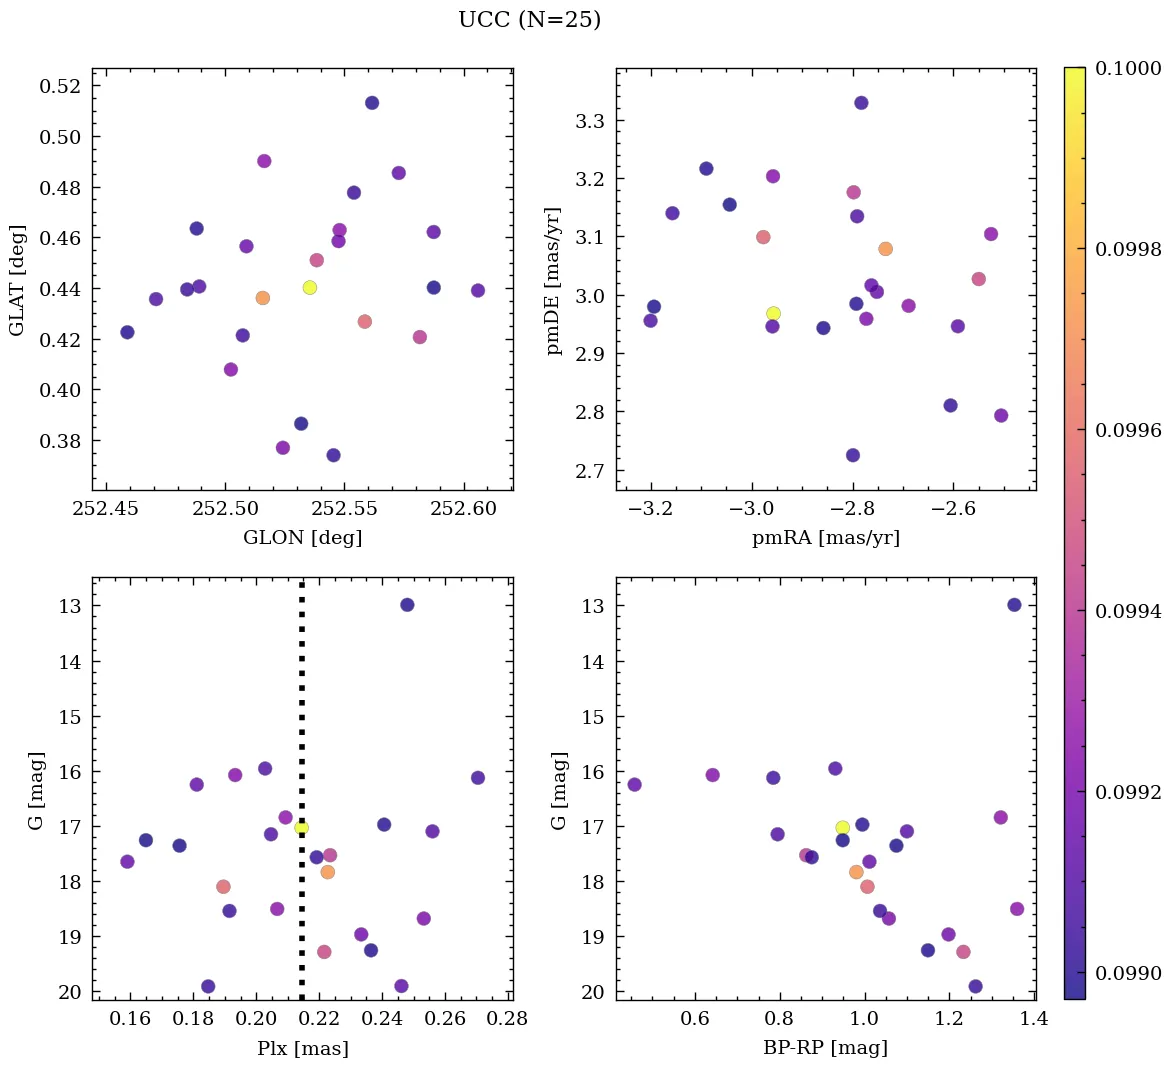 UCC (N=25)
0.52
0.50
0.48
0.46
0.44
0.42
0.40
0.38
GLAT [deg]
252.45 252.50 252.55 252.60
GLON [deg]
3.3
3.2
3.1
3.0
2.9
2.8
2.7
pmDE [mas/yr]
−3.2 −3.0 −2.8 −2.6
pmRA [mas/yr]
0.1000
0.0998
0.0996
0.0994
0.0992
0.0990
13
14
15
16
17
18
19
20
G [mag]
0.16 0.18 0.20 0.22 0.24 0.26 0.28
Plx [mas]
13
14
15
16
17
18
19
20
G [mag]
0.6 0.8 1.0 1.2 1.4
BP-RP [mag]